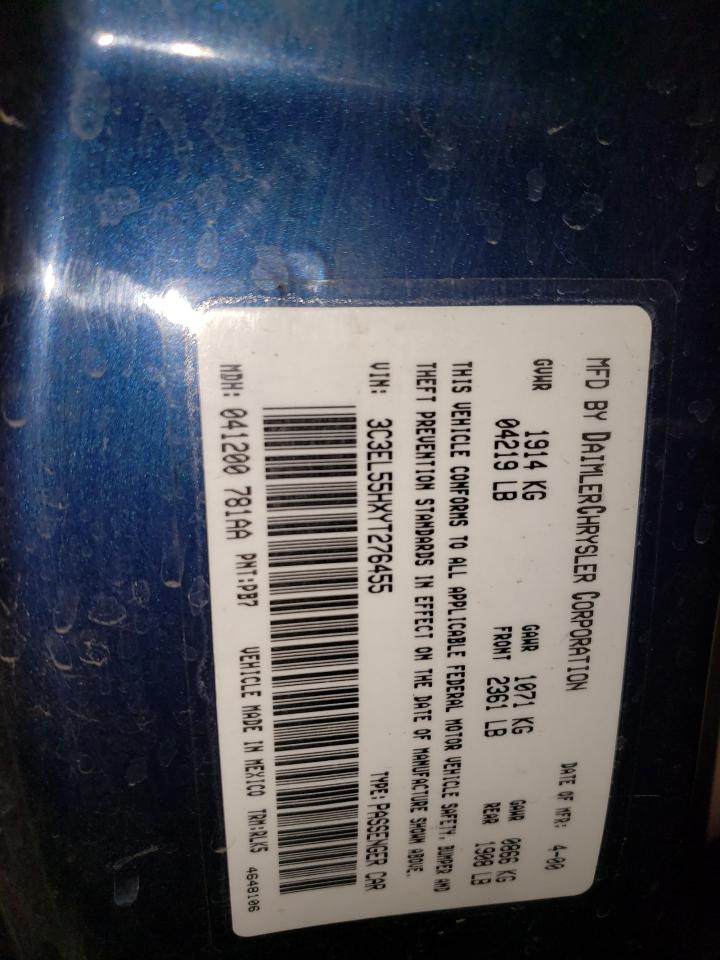 MFD BY DAIMLERCHRYSLER CORPORATION DATE OF MFR: 4-00
GVWR 1914 KG GAWR 1071 KG GAWR 0866 KG
04219 LB FRONT 2361 LB REAR 1908 LB
THIS VEHICLE CONFORMS TO ALL APPLICABLE FEDERAL MOTOR VEHICLE SAFETY, BUMPER AND
THEFT PREVENTION STANDARDS IN EFFECT ON THE DATE OF MANUFACTURE SHOWN ABOVE.
VIN: 3C3EL55HXYT276455 TYPE: PASSENGER CAR
MDH: 041200 781AA PNT:PB7 VEHICLE MADE IN MEXICO TRM:RLK5 4648106